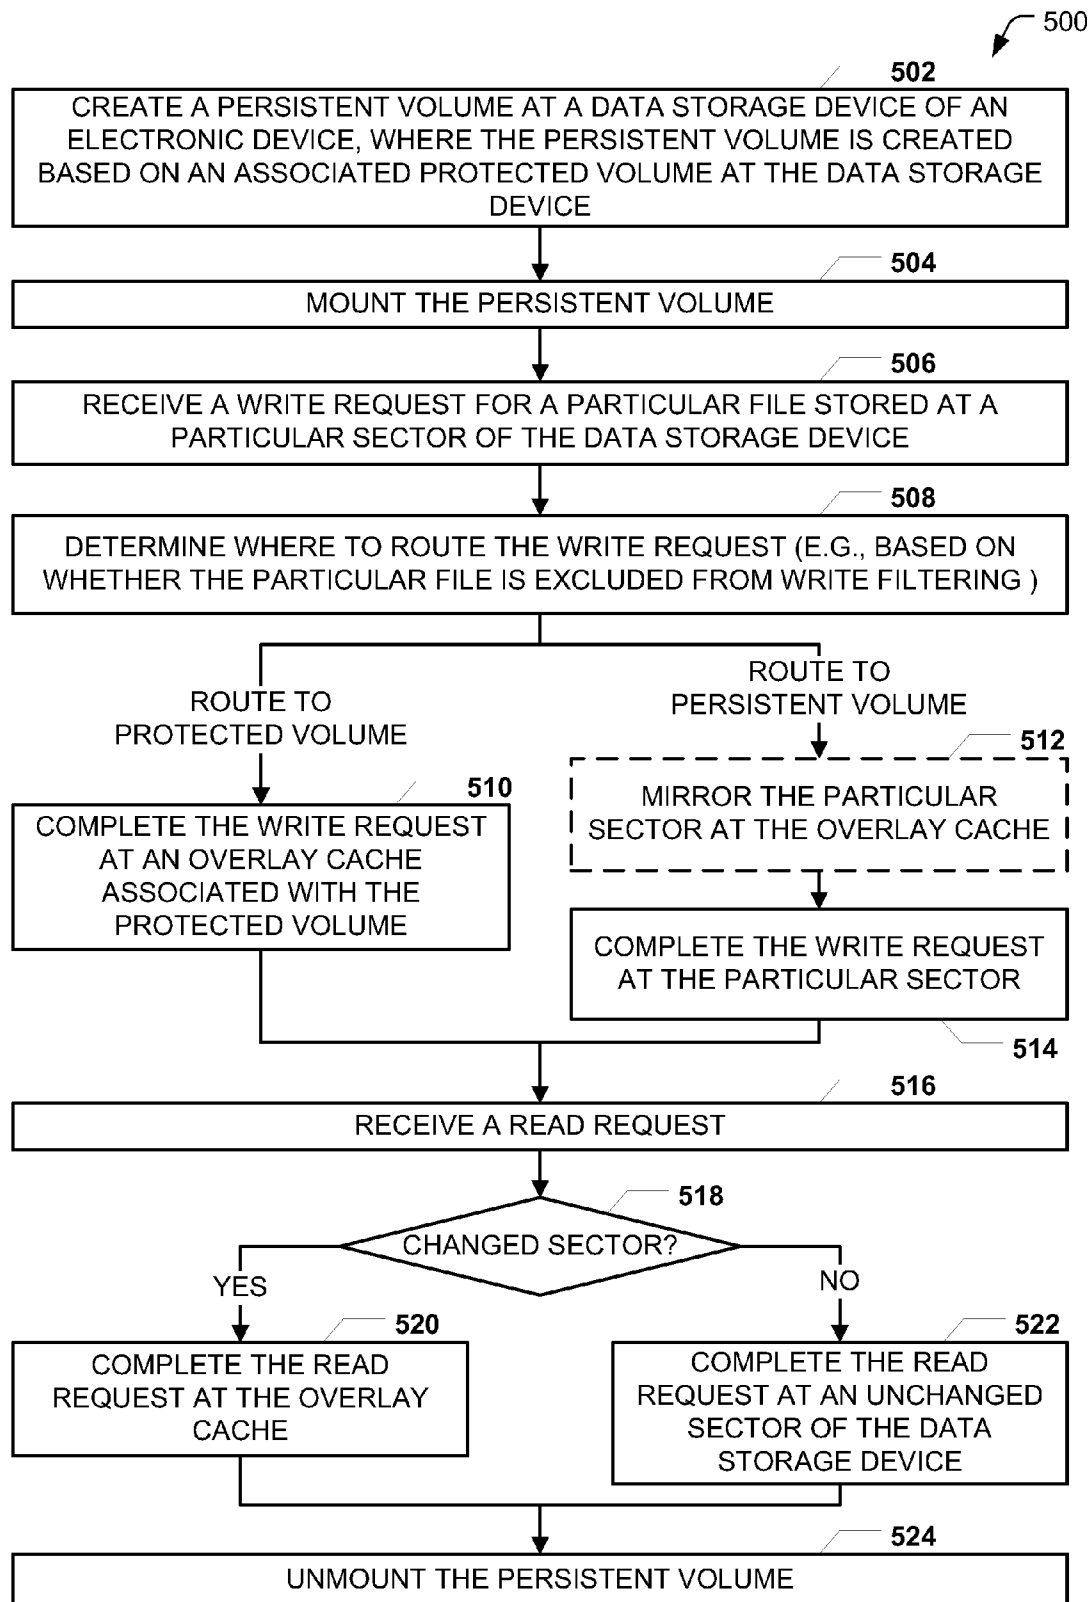 500
502
CREATE A PERSISTENT VOLUME AT A DATA STORAGE DEVICE OF AN
ELECTRONIC DEVICE, WHERE THE PERSISTENT VOLUME IS CREATED
BASED ON AN ASSOCIATED PROTECTED VOLUME AT THE DATA STORAGE
DEVICE
504
MOUNT THE PERSISTENT VOLUME
506
RECEIVE A WRITE REQUEST FOR A PARTICULAR FILE STORED AT A
PARTICULAR SECTOR OF THE DATA STORAGE DEVICE
508
DETERMINE WHERE TO ROUTE THE WRITE REQUEST (E.G., BASED ON
WHETHER THE PARTICULAR FILE IS EXCLUDED FROM WRITE FILTERING )
ROUTE TO
PROTECTED VOLUME
ROUTE TO
PERSISTENT VOLUME
510
COMPLETE THE WRITE REQUEST
AT AN OVERLAY CACHE
ASSOCIATED WITH THE
PROTECTED VOLUME
512
MIRROR THE PARTICULAR
SECTOR AT THE OVERLAY CACHE
COMPLETE THE WRITE REQUEST
AT THE PARTICULAR SECTOR
514
516
RECEIVE A READ REQUEST
518
CHANGED SECTOR?
YES
NO
520
COMPLETE THE READ
REQUEST AT THE OVERLAY
CACHE
522
COMPLETE THE READ
REQUEST AT AN UNCHANGED
SECTOR OF THE DATA
STORAGE DEVICE
524
UNMOUNT THE PERSISTENT VOLUME